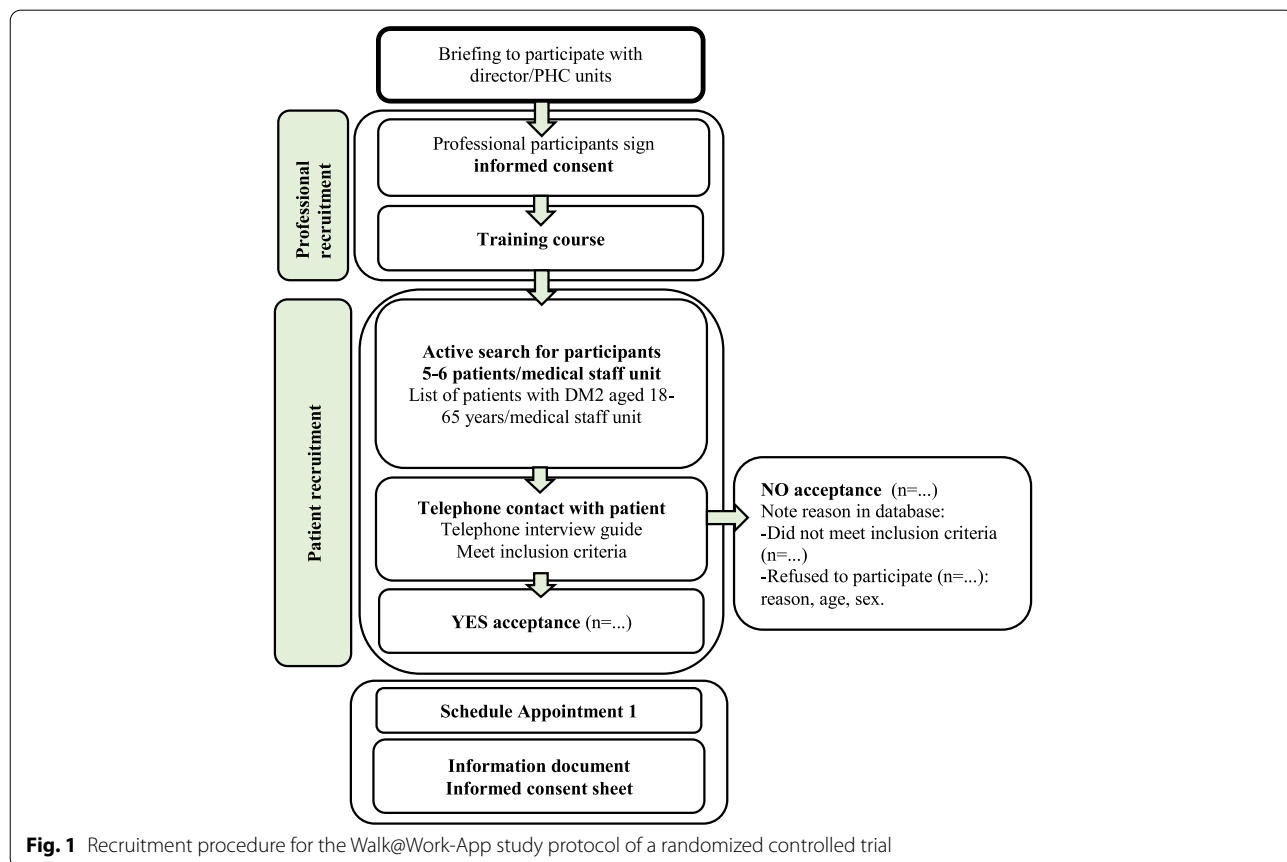 Briefing to participate with
director/PHC units
Professional
recruitment
Professional participants sign
informed consent
Training course
Patient recruitment
Active search for participants
5-6 patients/medical staff unit
List of patients with DM2 aged 18-
65 years/medical staff unit
Telephone contact with patient
Telephone interview guide
Meet inclusion criteria
NO acceptance (n=...)
Note reason in database:
-Did not meet inclusion criteria
(n=...)
-Refused to participate (n=...):
reason, age, sex.
YES acceptance (n=...)
Schedule Appointment 1
Information document
Informed consent sheet
Fig. 1 Recruitment procedure for the Walk@Work-App study protocol of a randomized controlled trial